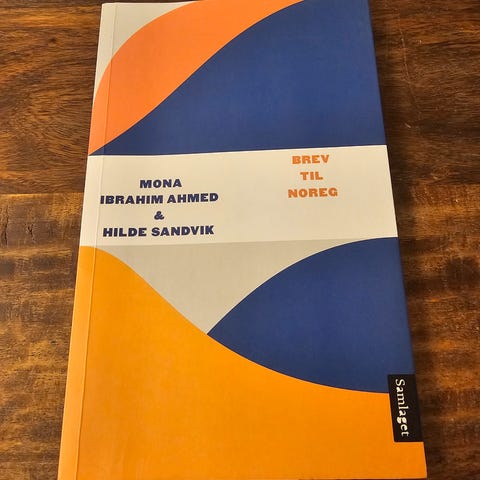 MONA
IBRAHIM AHMED
&
HILDE SANDVIK
BREV
TIL
NOREG
Samlaget